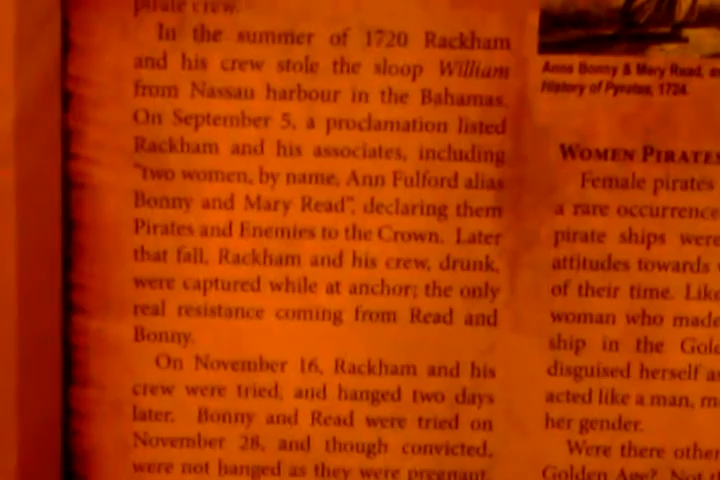 pirate crew.
In the summer of 1720 Rackham
and his crew stole the sloop William
from Nassau harbour in the Bahamas.
On September 5, a proclamation listed
Rackham and his associates, including
"two women, by name, Ann Fulford alias
Bonny and Mary Read", declaring them
Pirates and Enemies to the Crown. Later
that fall, Rackham and his crew, drunk,
were captured while at anchor; the only
real resistance coming from Read and
Bonny.
On November 16, Rackham and his
crew were tried, and hanged two days
later. Bonny and Read were tried on
November 28, and though convicted,
were not hanged as they were pregnant.
Anne Bonny & Mary Read,
History of Pyrates, 1724.
WOMEN PIRATES
Female pirates
a rare occurrence
pirate ships were
attitudes towards
of their time. Like
woman who made
ship in the
disguised herself as
acted like a man,
her gender.
Were there other
Golden Age?